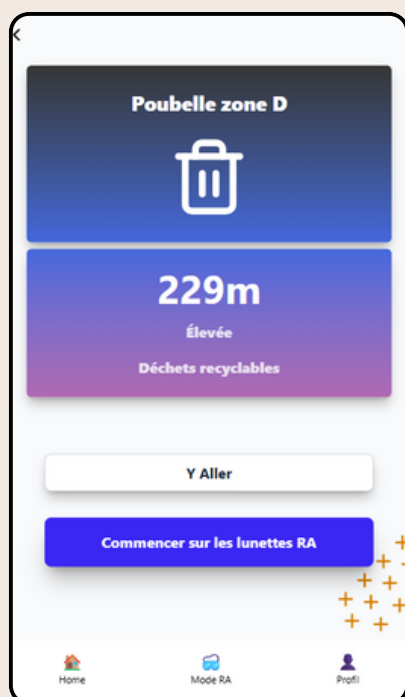 Poubelle zone D
229m
Élevée
Déchets recyclables
Y Aller
Commencer sur les lunettes RA
Home
Mode RA
Profil